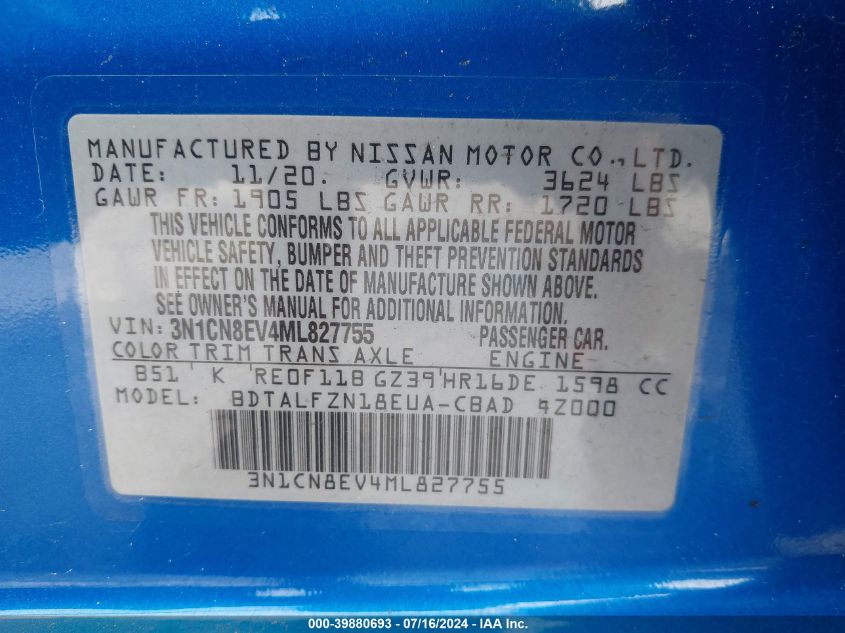 MANUFACTURED BY NISSAN MOTOR CO., LTD.
DATE: 11/20. GVWR: 3624 LBS
GAWR FR: 1905 LBS GAWR RR: 1720 LBS
THIS VEHICLE CONFORMS TO ALL APPLICABLE FEDERAL MOTOR
VEHICLE SAFETY, BUMPER AND THEFT PREVENTION STANDARDS
IN EFFECT ON THE DATE OF MANUFACTURE SHOWN ABOVE.
SEE OWNER'S MANUAL FOR ADDITIONAL INFORMATION.
VIN: 3N1CN8EV4ML827755 PASSENGER CAR.
COLOR TRIM TRANS AXLE ENGINE
B51 K RE0F11B GZ39 HR16DE 1598 CC
MODEL: BDTALFZN18EUA-CBAD 4Z000
3N1CN8EV4ML827755
000-39880693 - 07/16/2024 - IAA Inc.